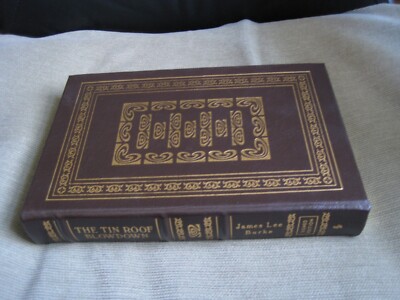 THE TIN ROOF
BLOWDOWN
James Lee
Burke